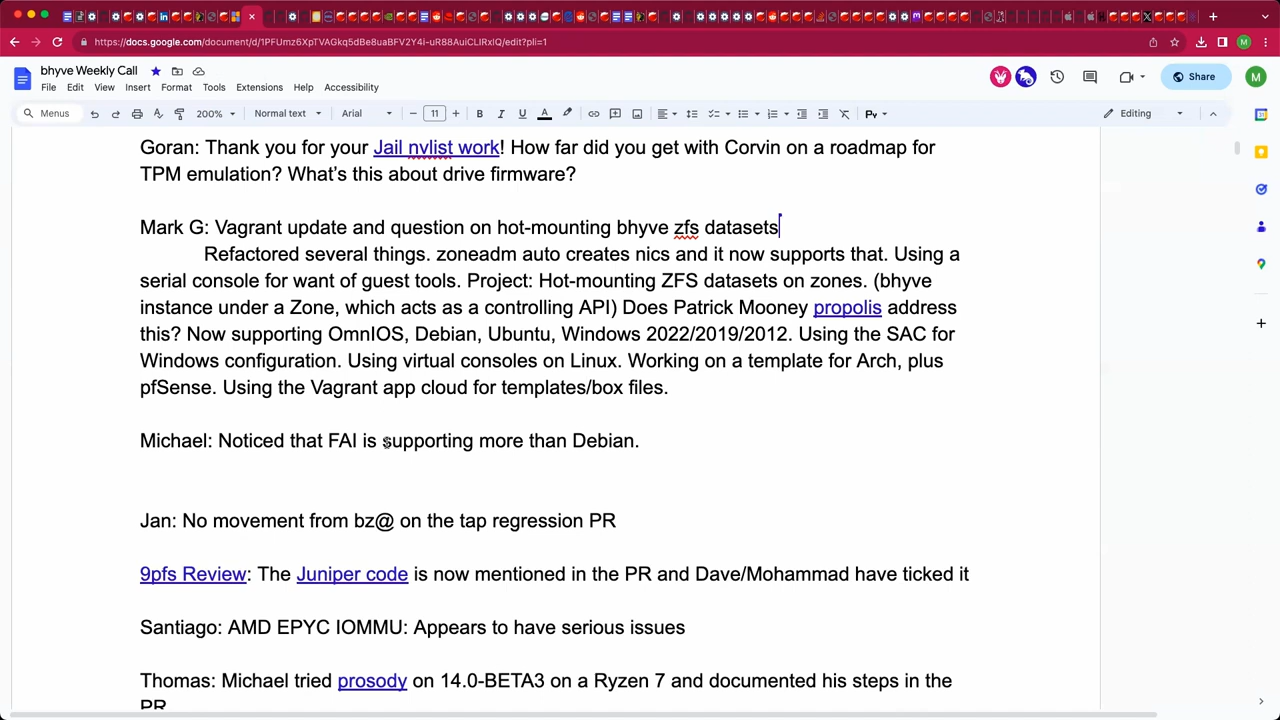 https://docs.google.com/document/d/1PFUmz6XpTVAGkq5dBe8uaBFV2Y4i-uR88AuiCLlRxIQ/edit?pli=1
bhyve Weekly Call
File Edit View Insert Format Tools Extensions Help Accessibility
Share
M
M
Menus 200% Normal text Arial 11 B I U A Editing
Goran: Thank you for your Jail nvlist work! How far did you get with Corvin on a roadmap for
TPM emulation? What's this about drive firmware?
Mark G: Vagrant update and question on hot-mounting bhyve zfs datasets
Refactored several things. zoneadm auto creates nics and it now supports that. Using a
serial console for want of guest tools. Project: Hot-mounting ZFS datasets on zones. (bhyve
instance under a Zone, which acts as a controlling API) Does Patrick Mooney propolis address
this? Now supporting OmnIOS, Debian, Ubuntu, Windows 2022/2019/2012. Using the SAC for
Windows configuration. Using virtual consoles on Linux. Working on a template for Arch, plus
pfSense. Using the Vagrant app cloud for templates/box files.
Michael: Noticed that FAI is supporting more than Debian.
Jan: No movement from bz@ on the tap regression PR
9pfs Review: The Juniper code is now mentioned in the PR and Dave/Mohammad have ticked it
Santiago: AMD EPYC IOMMU: Appears to have serious issues
Thomas: Michael tried prosody on 14.0-BETA3 on a Ryzen 7 and documented his steps in the
PR